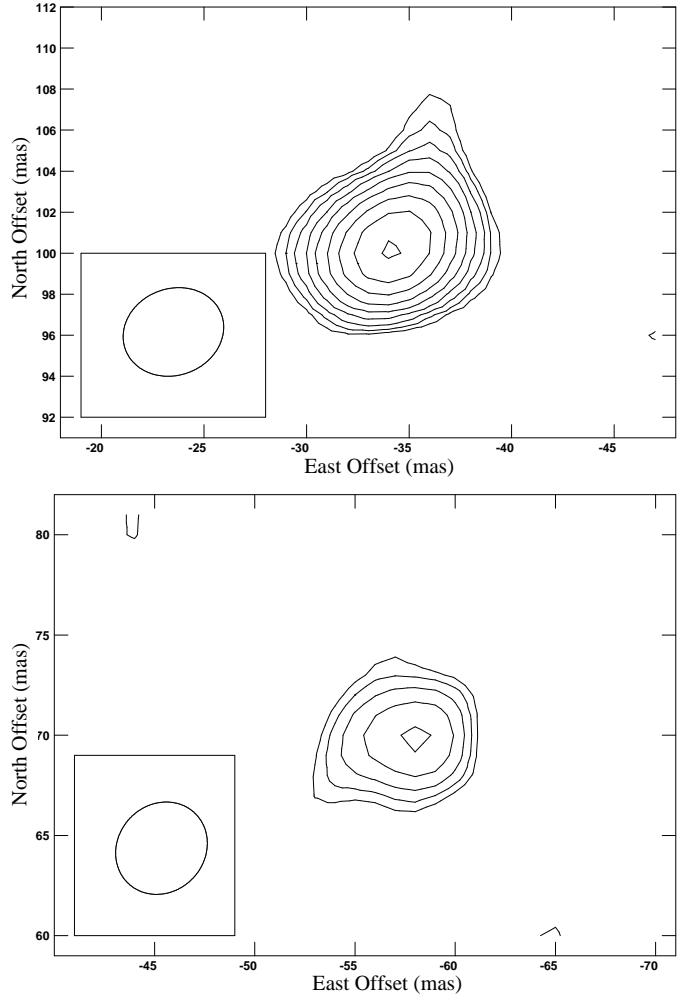 112
110
108
106
104
102
100
98
96
94
92
North Offset (mas)
-20 -25 -30 -35 -40 -45
East Offset (mas)
80
75
70
65
60
North Offset (mas)
-45 -50 -55 -60 -65 -70
East Offset (mas)